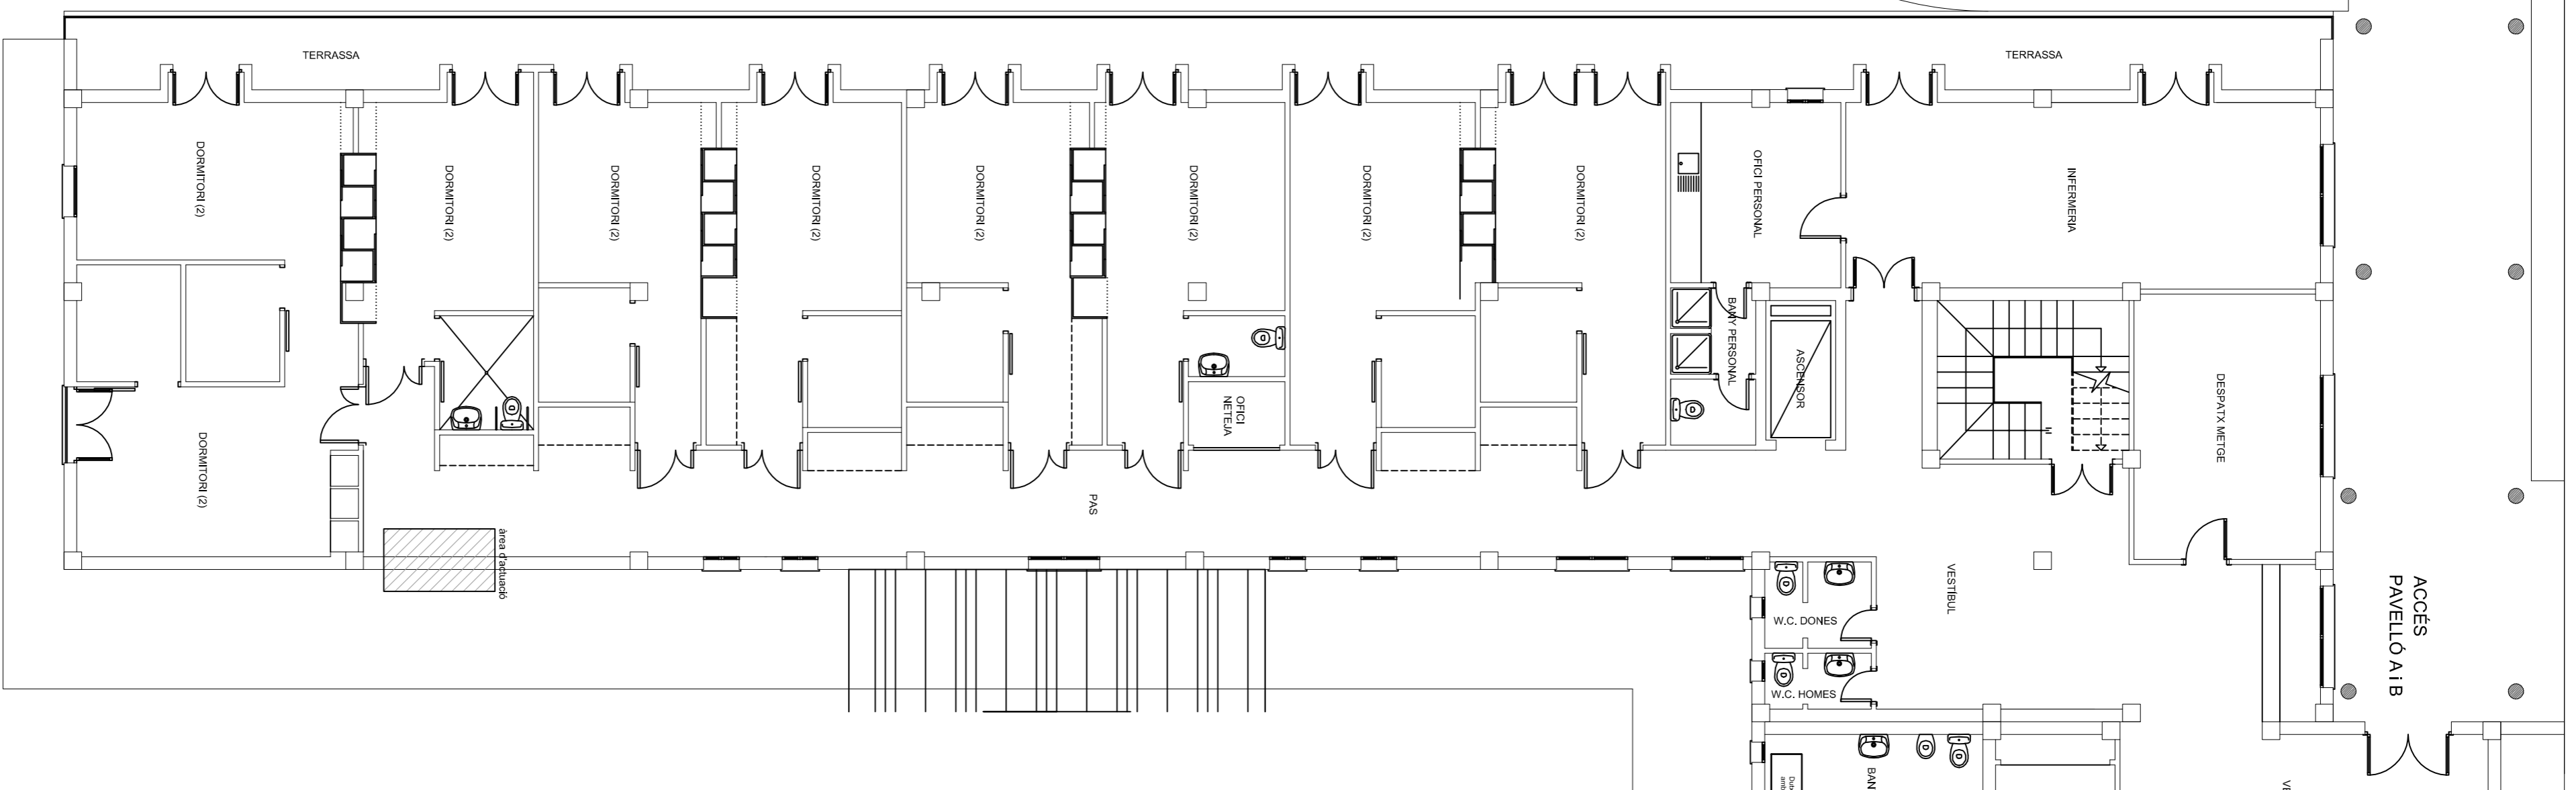 TERRASSA
TERRASSA
DORMITORI (2)
DORMITORI (2)
DORMITORI (2)
DORMITORI (2)
DORMITORI (2)
DORMITORI (2)
DORMITORI (2)
DORMITORI (2)
OFICI PERSONAL
INFERMERIA
BANY PERSONAL
ASCENSOR
DESPATX METGE
OFICI
NETEJA
DORMITORI (2)
PAS
àrea d'actuació
VESTÍBUL
W.C. DONES
W.C. HOMES
ACCÉS
PAVELLÓ A i B